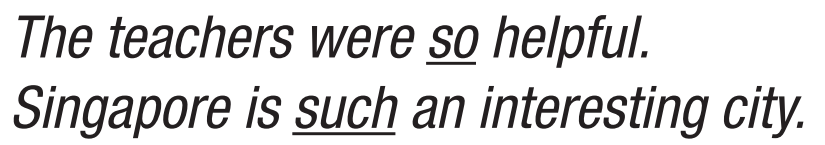 The teachers were so helpful.
Singapore is such an interesting city.